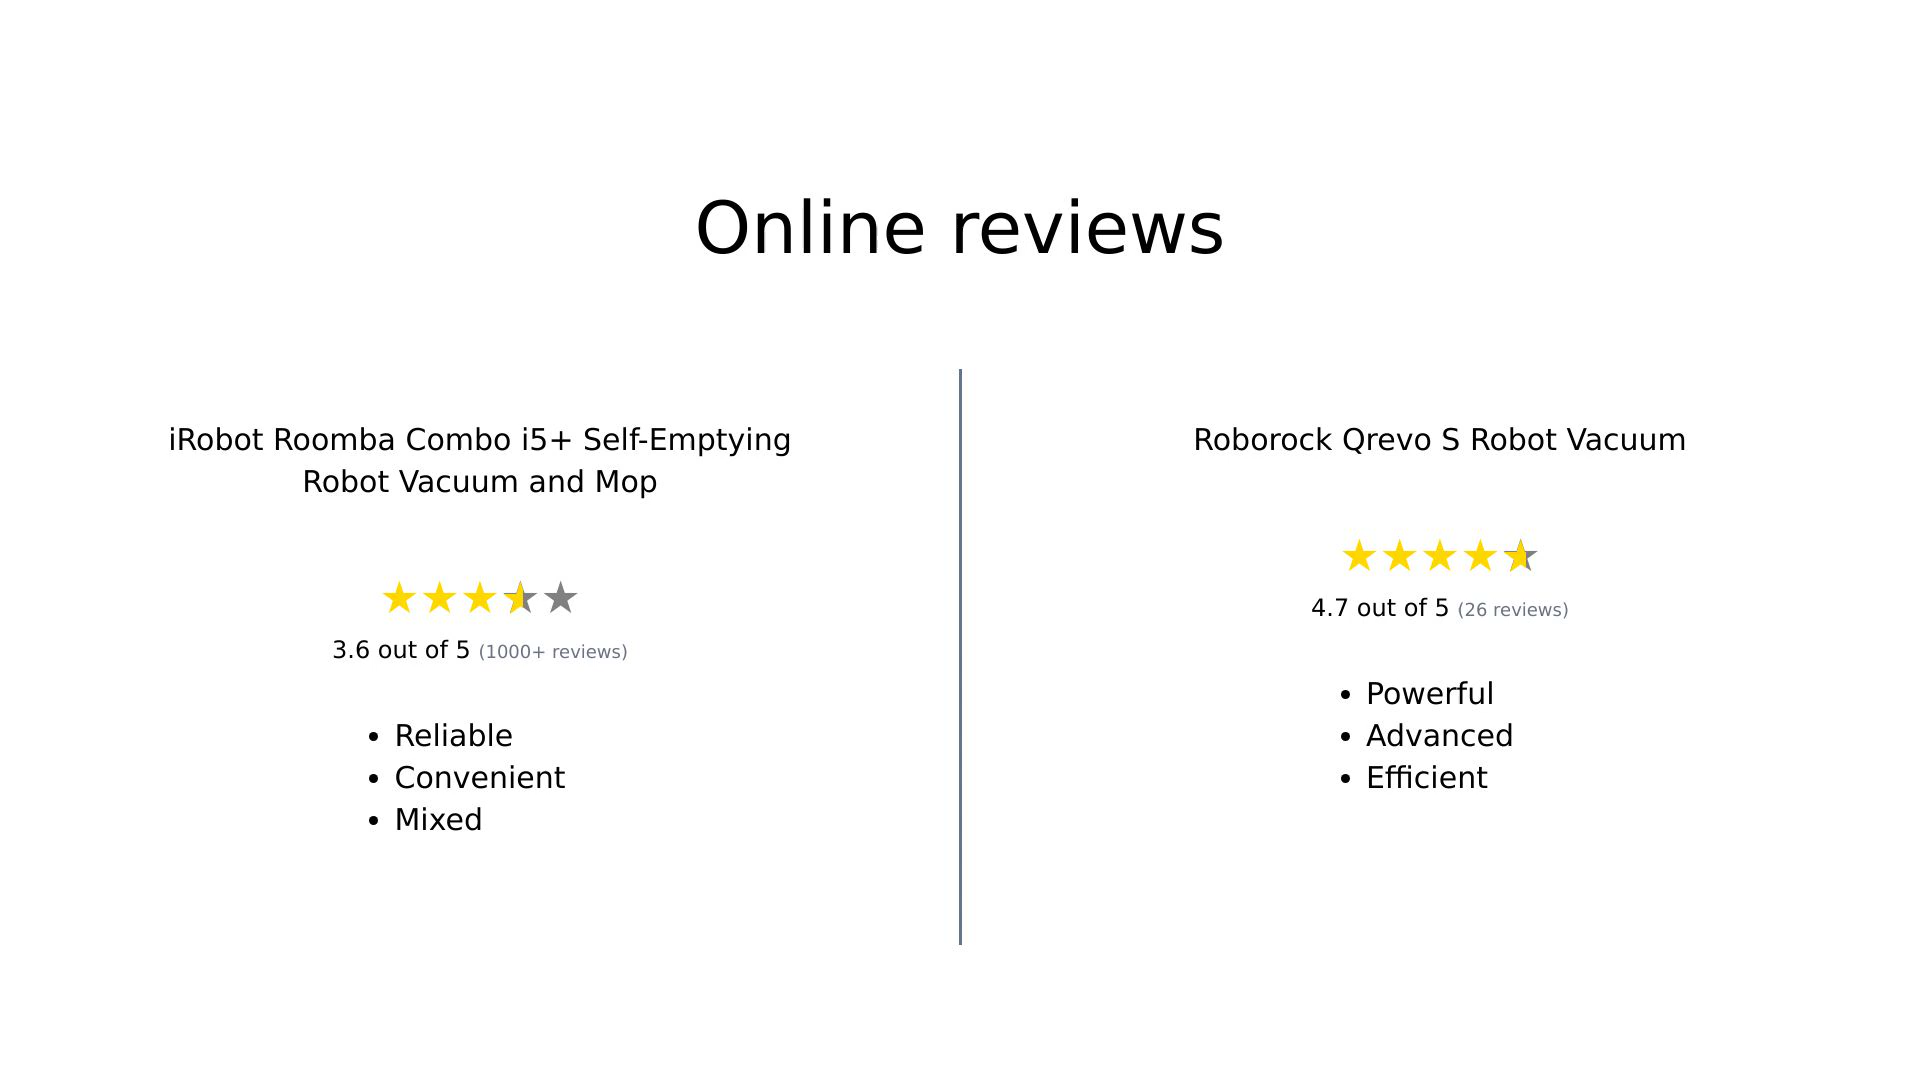 Online reviews
iRobot Roomba Combo i5+ Self-Emptying
Robot Vacuum and Mop
3.6 out of 5 (1000+ reviews)
• Reliable
• Convenient
• Mixed
Roborock Qrevo S Robot Vacuum
4.7 out of 5 (26 reviews)
• Powerful
• Advanced
• Efficient